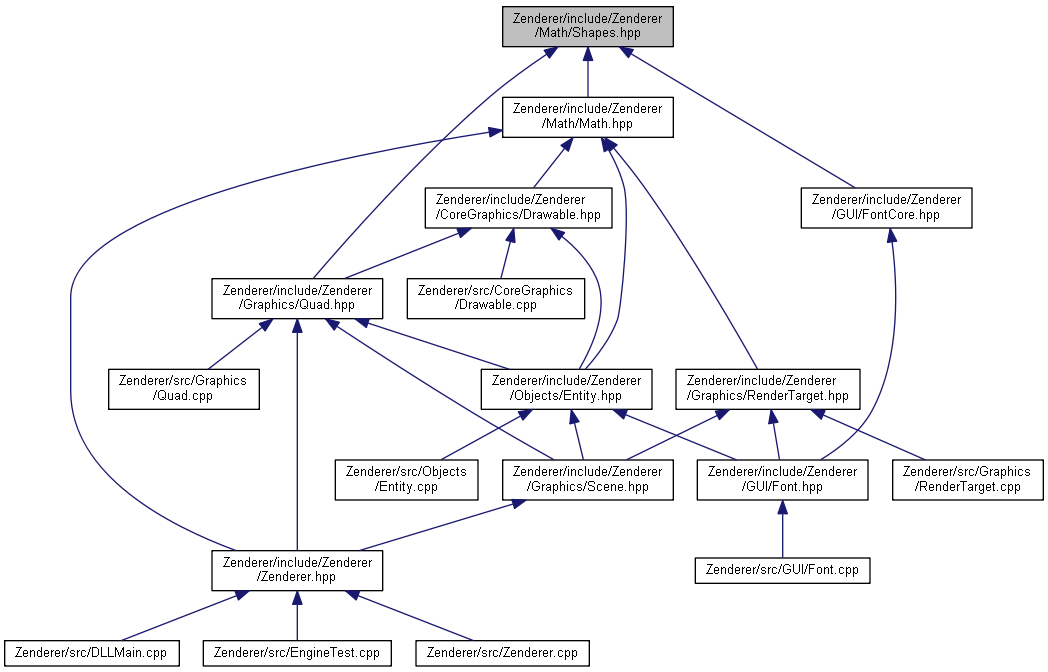 Zenderer/include/Zenderer
/Math/Shapes.hpp
Zenderer/include/Zenderer
/Math/Math.hpp
Zenderer/include/Zenderer
/CoreGraphics/Drawable.hpp
Zenderer/include/Zenderer
/GUI/FontCore.hpp
Zenderer/include/Zenderer
/Graphics/Quad.hpp
Zenderer/src/CoreGraphics
/Drawable.cpp
Zenderer/src/Graphics
/Quad.cpp
Zenderer/include/Zenderer
/Objects/Entity.hpp
Zenderer/include/Zenderer
/Graphics/RenderTarget.hpp
Zenderer/src/Objects
/Entity.cpp
Zenderer/include/Zenderer
/Graphics/Scene.hpp
Zenderer/include/Zenderer
/GUI/Font.hpp
Zenderer/src/Graphics
/RenderTarget.cpp
Zenderer/include/Zenderer
/Zenderer.hpp
Zenderer/src/GUI/Font.cpp
Zenderer/src/DLLMain.cpp
Zenderer/src/EngineTest.cpp
Zenderer/src/Zenderer.cpp